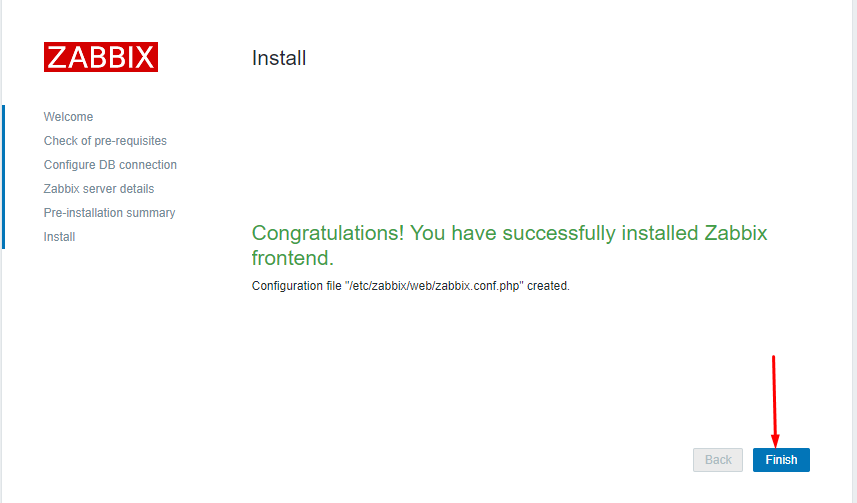 ZABBIX
Install
Welcome
Check of pre-requisites
Configure DB connection
Zabbix server details
Pre-installation summary
Install
Congratulations! You have successfully installed Zabbix
frontend.
Configuration file "/etc/zabbix/web/zabbix.conf.php" created.
Back
Finish